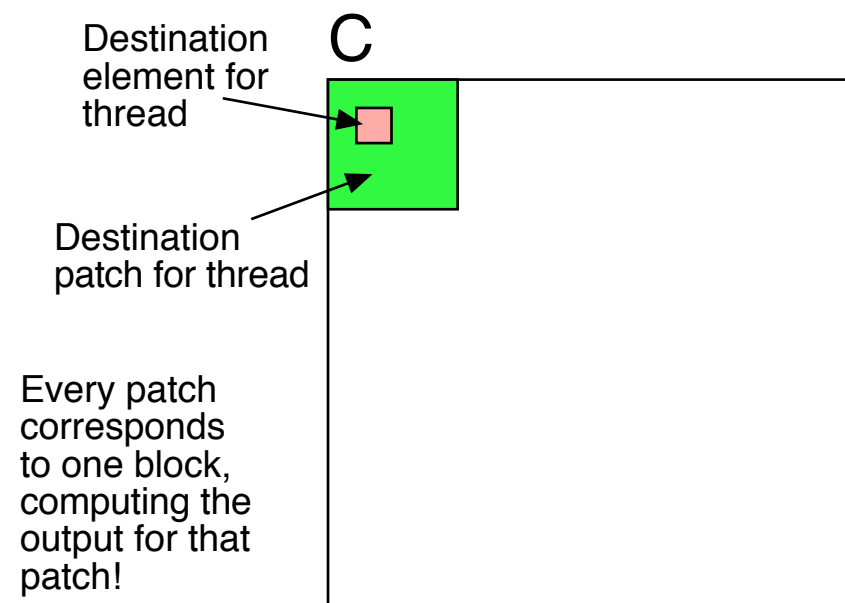 C
Destination
element for
thread
Destination
patch for thread
Every patch
corresponds
to one block,
computing the
output for that
patch!